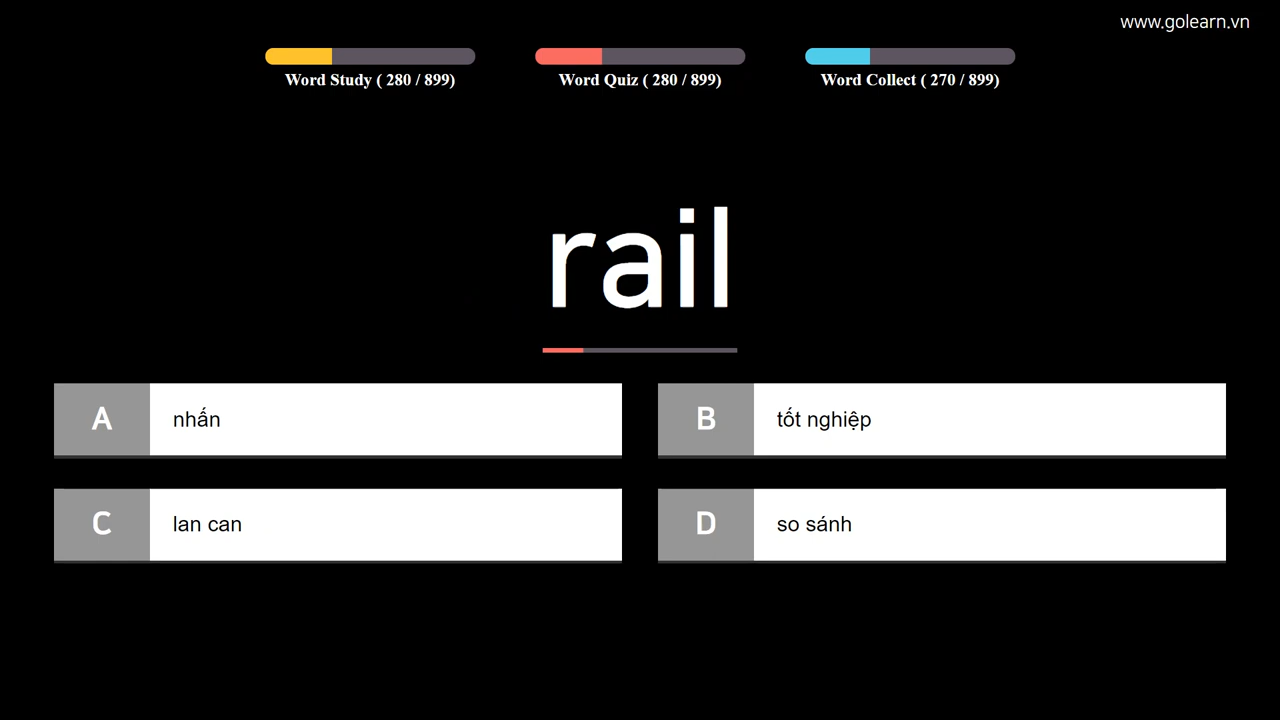 www.golearn.vn
Word Study ( 280 / 899)
Word Quiz ( 280 / 899)
Word Collect ( 270 / 899)
rail
A nhấn
B tốt nghiệp
C lan can
D so sánh